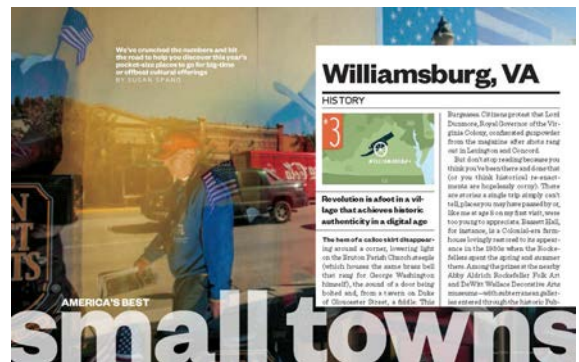 We've crunched the numbers and hit
the road to help you discover this year's
pocket-size places to go for big-time
or offbeat cultural offerings
BY SUSAN SPANO
AMERICA'S BEST
small towns
Williamsburg, VA
HISTORY
3
Revolution is afoot in a vil-
lage that achieves historic
authenticity in a digital age
The hem of a calico skirt disappear-
ing around a corner, lowering light
on the Bruton Parish Church steeple
(which houses the same brass bell
that rang for George Washington
himself), the sound of a door being
bolted and, from a tavern on Duke
of Gloucester Street, a fiddle. This
Burgesses. Citizens protest that Lord
Dunmore, Royal Governor of the Vir-
ginia Colony, confiscated gunpowder
from the magazine after shots rang
out in Lexington and Concord.
But don't stop reading because you
think you've been there and done that
(or you think historical re-enact-
ments are hopelessly corny). There
are stories a single trip simply can't
tell, places you may have passed by or,
like me at age 8 on my first visit, were
too young to appreciate. Bassett Hall,
for instance, is a Colonial-era farm-
house lovingly restored to its appear-
ance in the 1930s when the Rocke-
fellers spent the spring and summer
there. Among the prizes at the nearby
Abby Aldrich Rockefeller Folk Art
and DeWitt Wallace Decorative Arts
museums—with subterranean galler-
ies entered through the historic Pub-